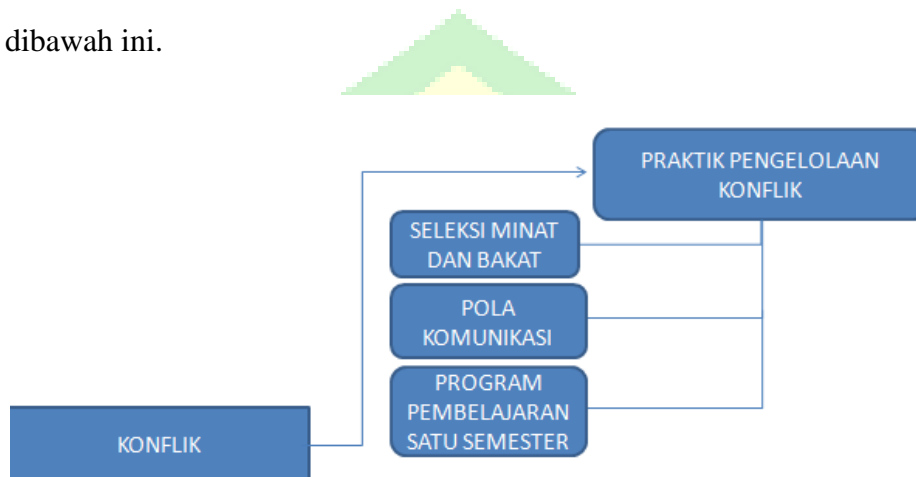 dibawah ini.
PRAKTIK PENGELOLAAN
KONFLIK
SELEKSI MINAT
DAN BAKAT
POLA
KOMUNIKASI
PROGRAM
PEMBELAJARAN
SATU SEMESTER
KONFLIK